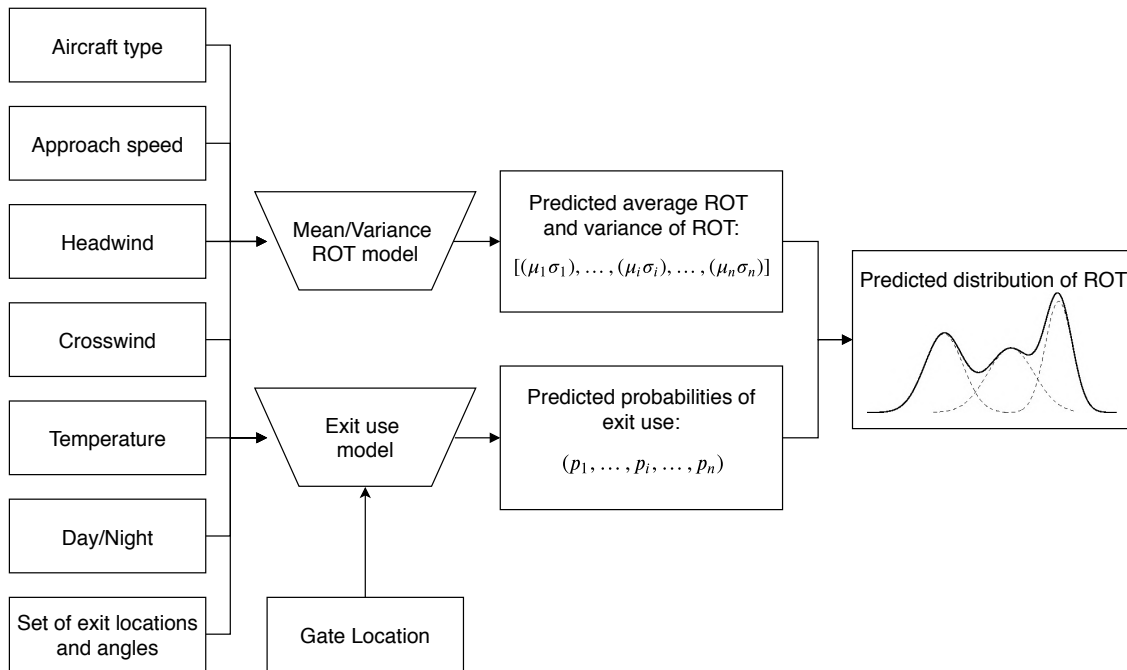 Aircraft type
Approach speed
Headwind
Crosswind
Temperature
Day/Night
Set of exit locations
and angles
Mean/Variance
ROT model
Exit use
model
Gate Location
Predicted average ROT
and variance of ROT:
[(μ₁σ₁), … , (μᵢσᵢ), … , (μₙσₙ)]
Predicted probabilities of
exit use:
(p₁, … , pᵢ, … , pₙ)
Predicted distribution of ROT